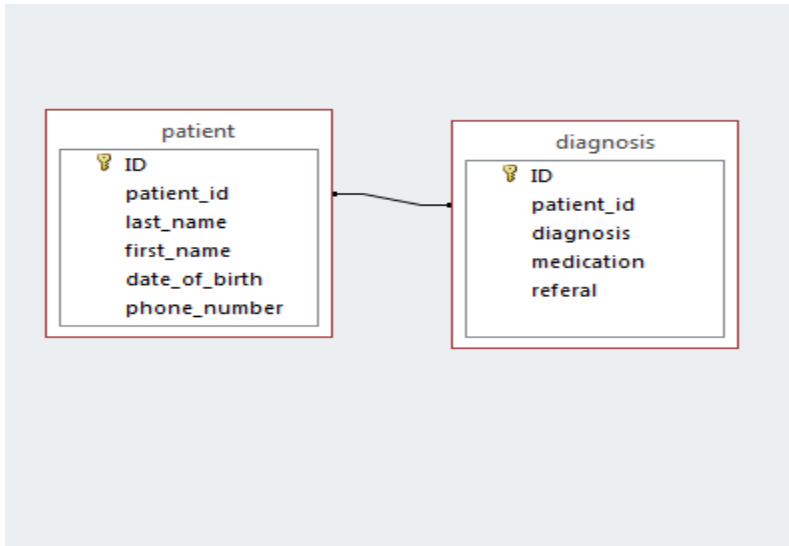 patient
ID
patient_id
last_name
first_name
date_of_birth
phone_number
diagnosis
ID
patient_id
diagnosis
medication
referal